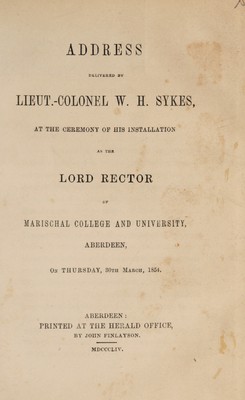 ADDRESS
DELIVERED BY
LIEUT.-COLONEL W. H. SYKES,
AT THE CEREMONY OF HIS INSTALLATION
AS THE
LORD RECTOR
OF
MARISCHAL COLLEGE AND UNIVERSITY,
ABERDEEN,
ON THURSDAY, 30TH MARCH, 1854.
ABERDEEN:
PRINTED AT THE HERALD OFFICE,
BY JOHN FINLAYSON.
MDCCCLIV.